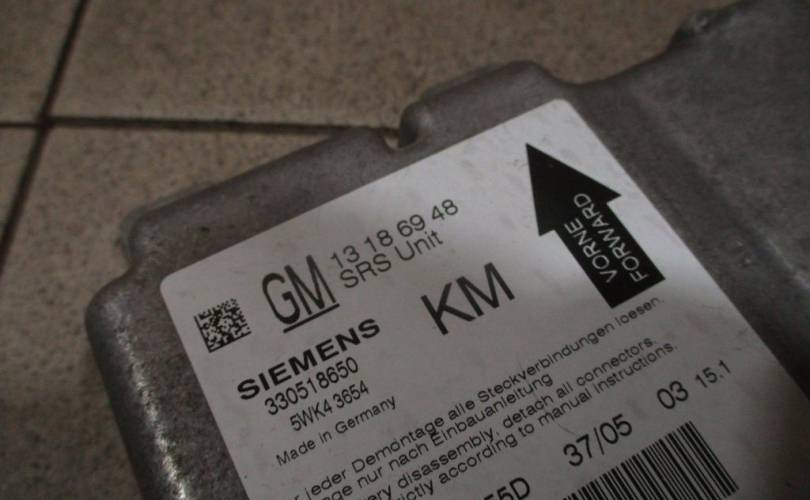 GM 13 18 69 48
SRS Unit
KM
VORNE
FORWARD
SIEMENS
330518650
5WK4 3654
Made in Germany
jeder Demontage alle Steckverbindungen loesen.
nur nach Einbauanleitung
disassembly, detach all connectors.
according to manual instructions.
37/05 03 15.1